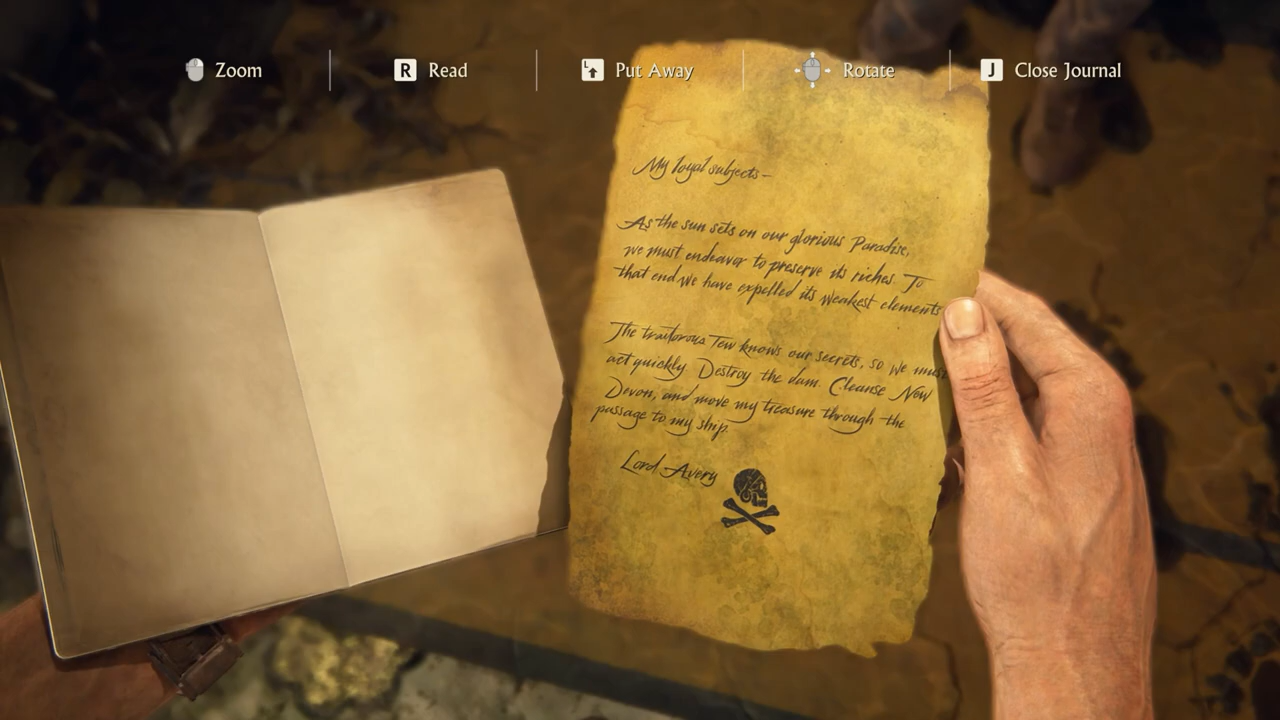 Zoom
R Read
L Put Away
Rotate
J Close Journal
My loyal subjects–
As the sun sets on our glorious Paradise,
we must endeavor to preserve its riches. To
that end we have expelled its weakest elements
The traitorous Tew knows our secrets, so we must
act quickly. Destroy the dam. Cleanse New
Devon, and move my treasure through the
passage to my ship.
Lord Avery